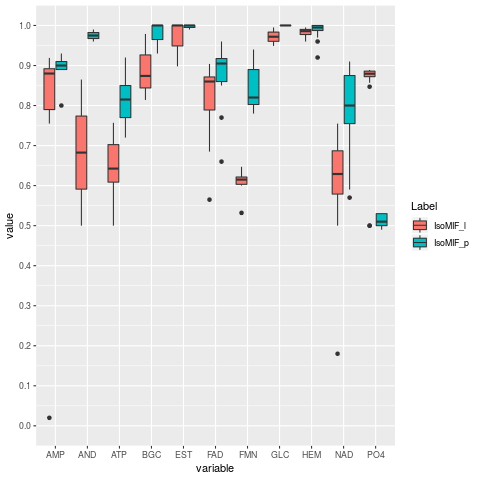 1.0
0.9
0.8
0.7
0.6
0.5
0.4
0.3
0.2
0.1
0.0
value
AMP AND ATP BGC EST FAD FMN GLC HEM NAD PO4
variable
Label
IsoMIF_l
IsoMIF_p